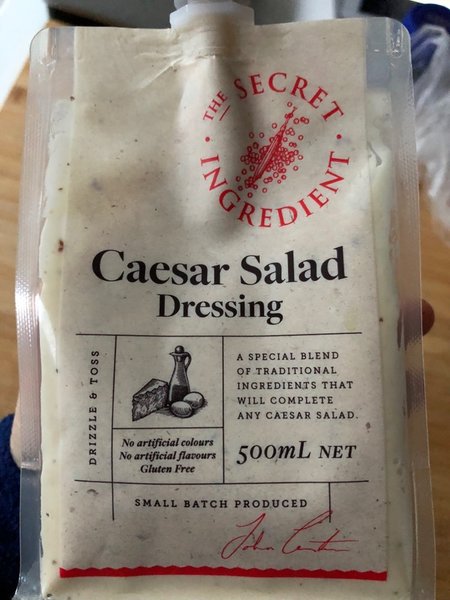 THE SECRET
INGREDIENT
Caesar Salad
Dressing
DRIZZLE & TOSS
A SPECIAL BLEND
OF TRADITIONAL
INGREDIENTS THAT
WILL COMPLETE
ANY CAESAR SALAD.
No artificial colours
No artificial flavours
Gluten Free
500mL NET
SMALL BATCH PRODUCED